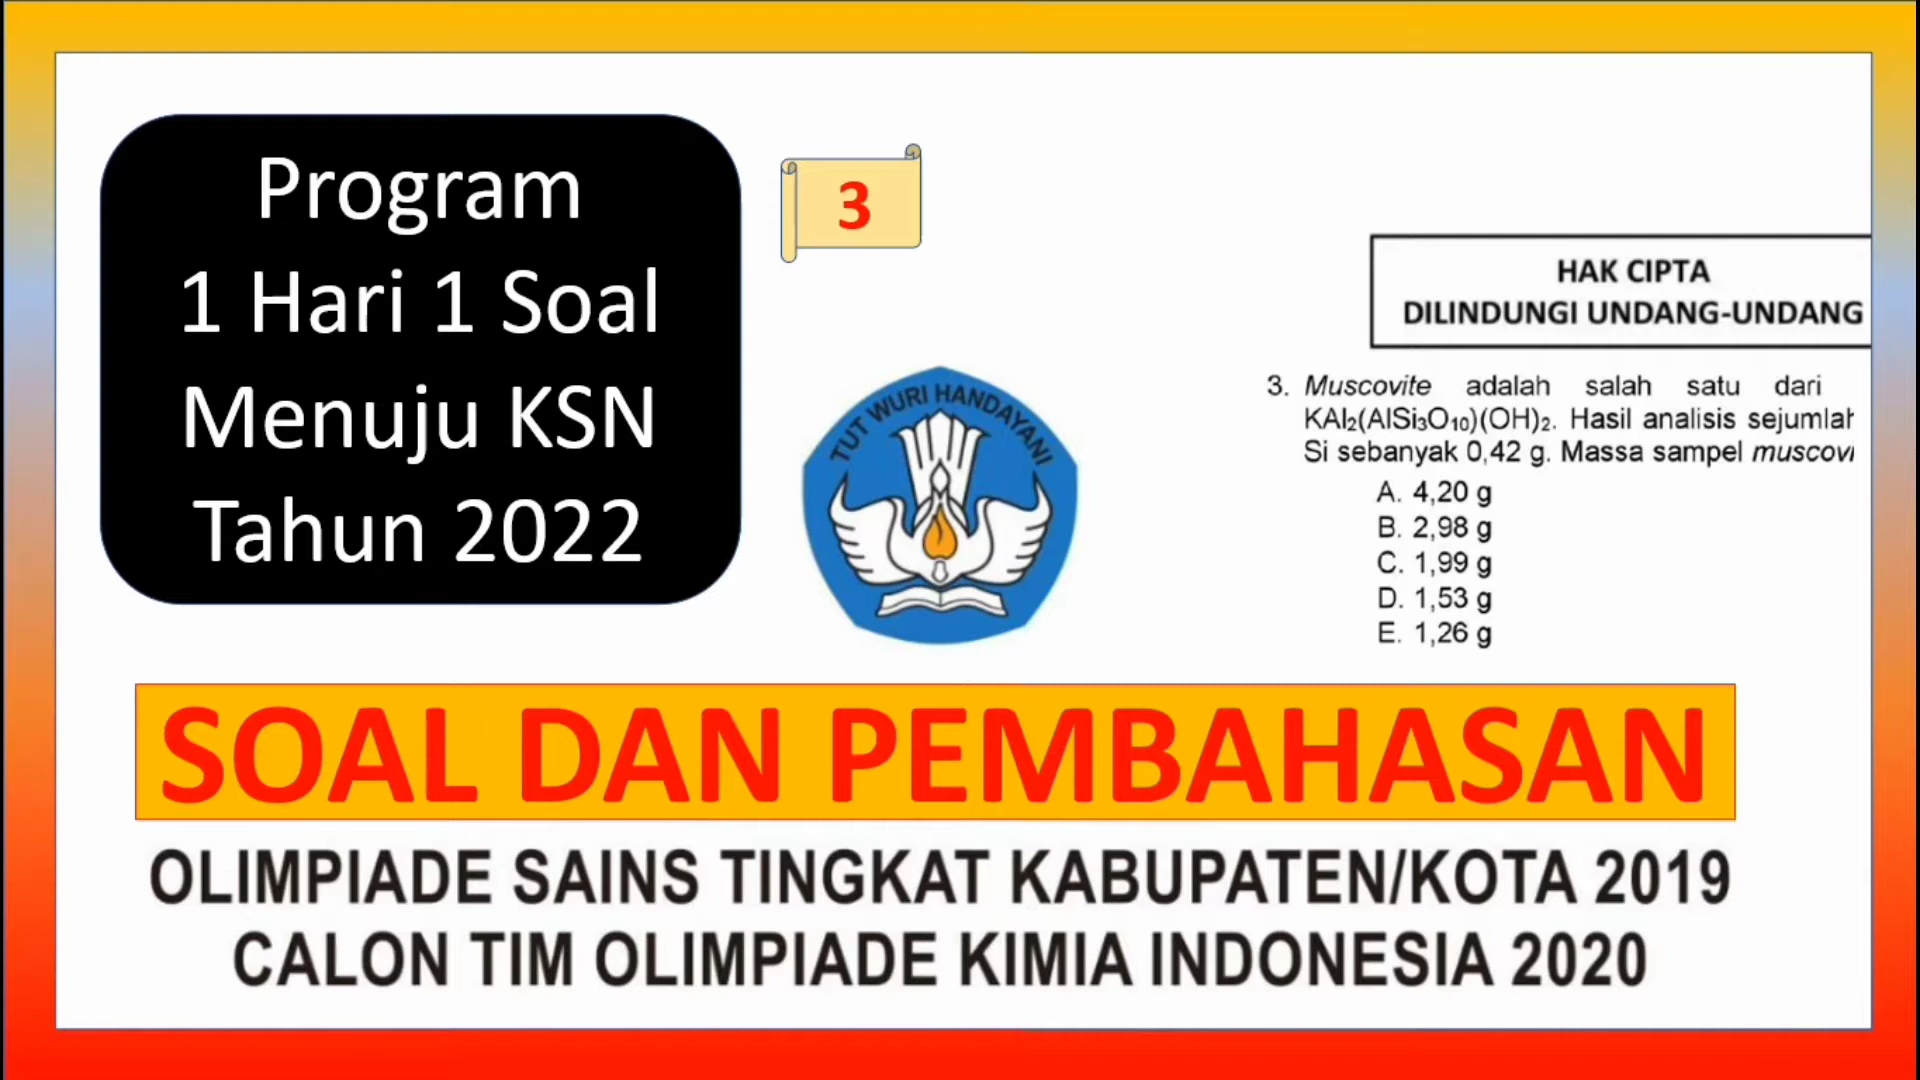 Program
1 Hari 1 Soal
Menuju KSN
Tahun 2022
3
TUT WURI HANDAYANI
HAK CIPTA
DILINDUNGI UNDANG-UNDANG
3. Muscovite adalah salah satu dari
KAl₂(AlSi₃O₁₀)(OH)₂. Hasil analisis sejumlah
Si sebanyak 0,42 g. Massa sampel
A. 4,20 g
B. 2,98 g
C. 1,99 g
D. 1,53 g
E. 1,26 g
SOAL DAN PEMBAHASAN
OLIMPIADE SAINS TINGKAT KABUPATEN/KOTA 2019
CALON TIM OLIMPIADE KIMIA INDONESIA 2020